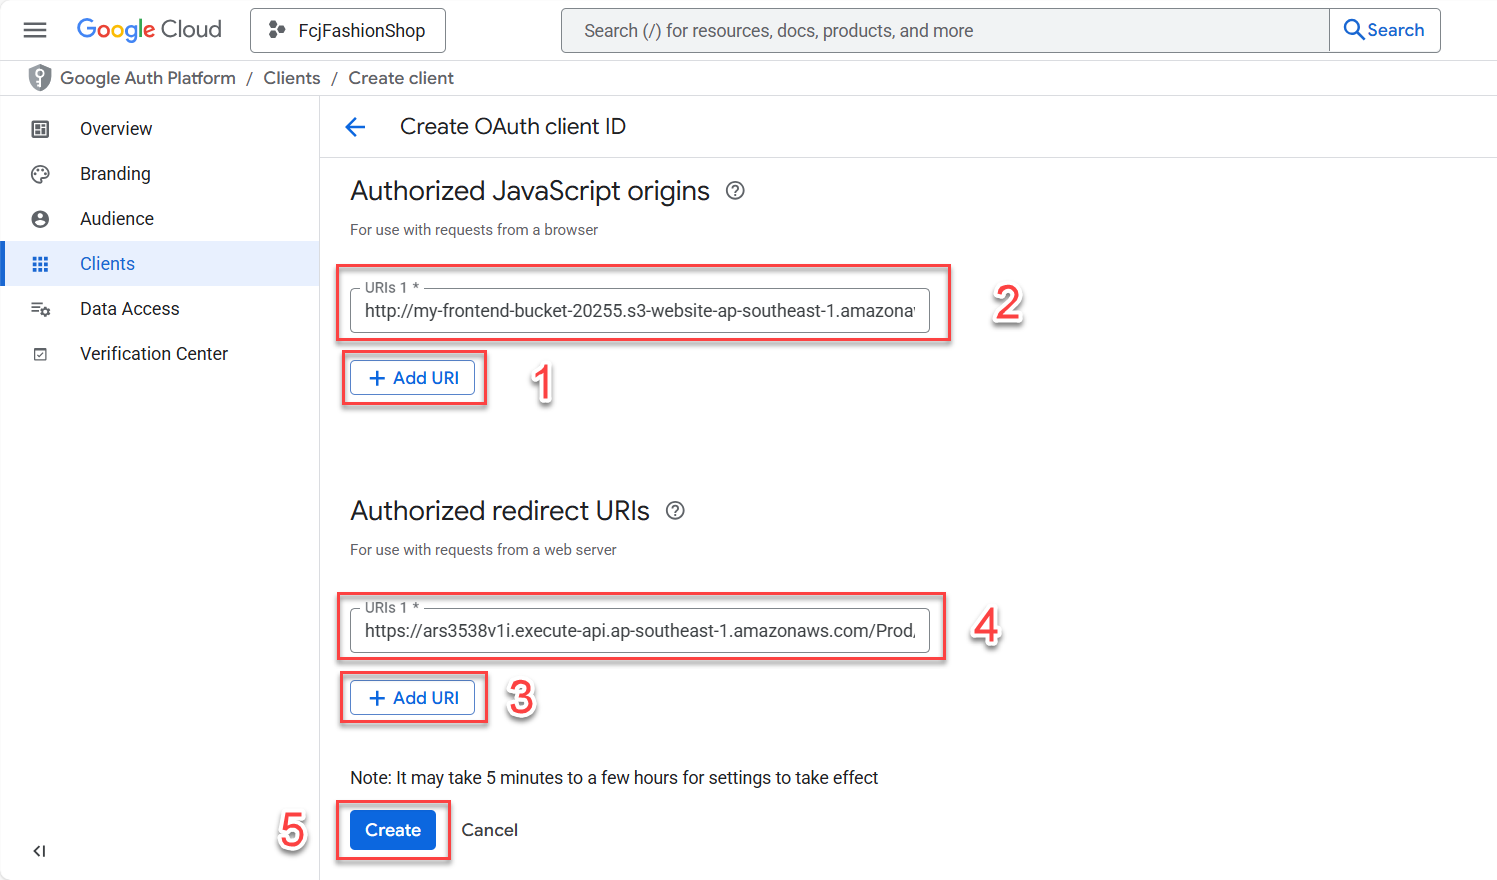 Google Cloud
FcjFashionShop
Search (/) for resources, docs, products, and more
Search
Google Auth Platform / Clients / Create client
Overview
Branding
Audience
Clients
Data Access
Verification Center
Create OAuth client ID
Authorized JavaScript origins
For use with requests from a browser
URIs 1 *
http://my-frontend-bucket-20255.s3-website-ap-southeast-1.amazona
2
+ Add URI
1
Authorized redirect URIs
For use with requests from a web server
URIs 1 *
https://ars3538v1i.execute-api.ap-southeast-1.amazonaws.com/Prod/
4
+ Add URI
3
Note: It may take 5 minutes to a few hours for settings to take effect
5
Create
Cancel